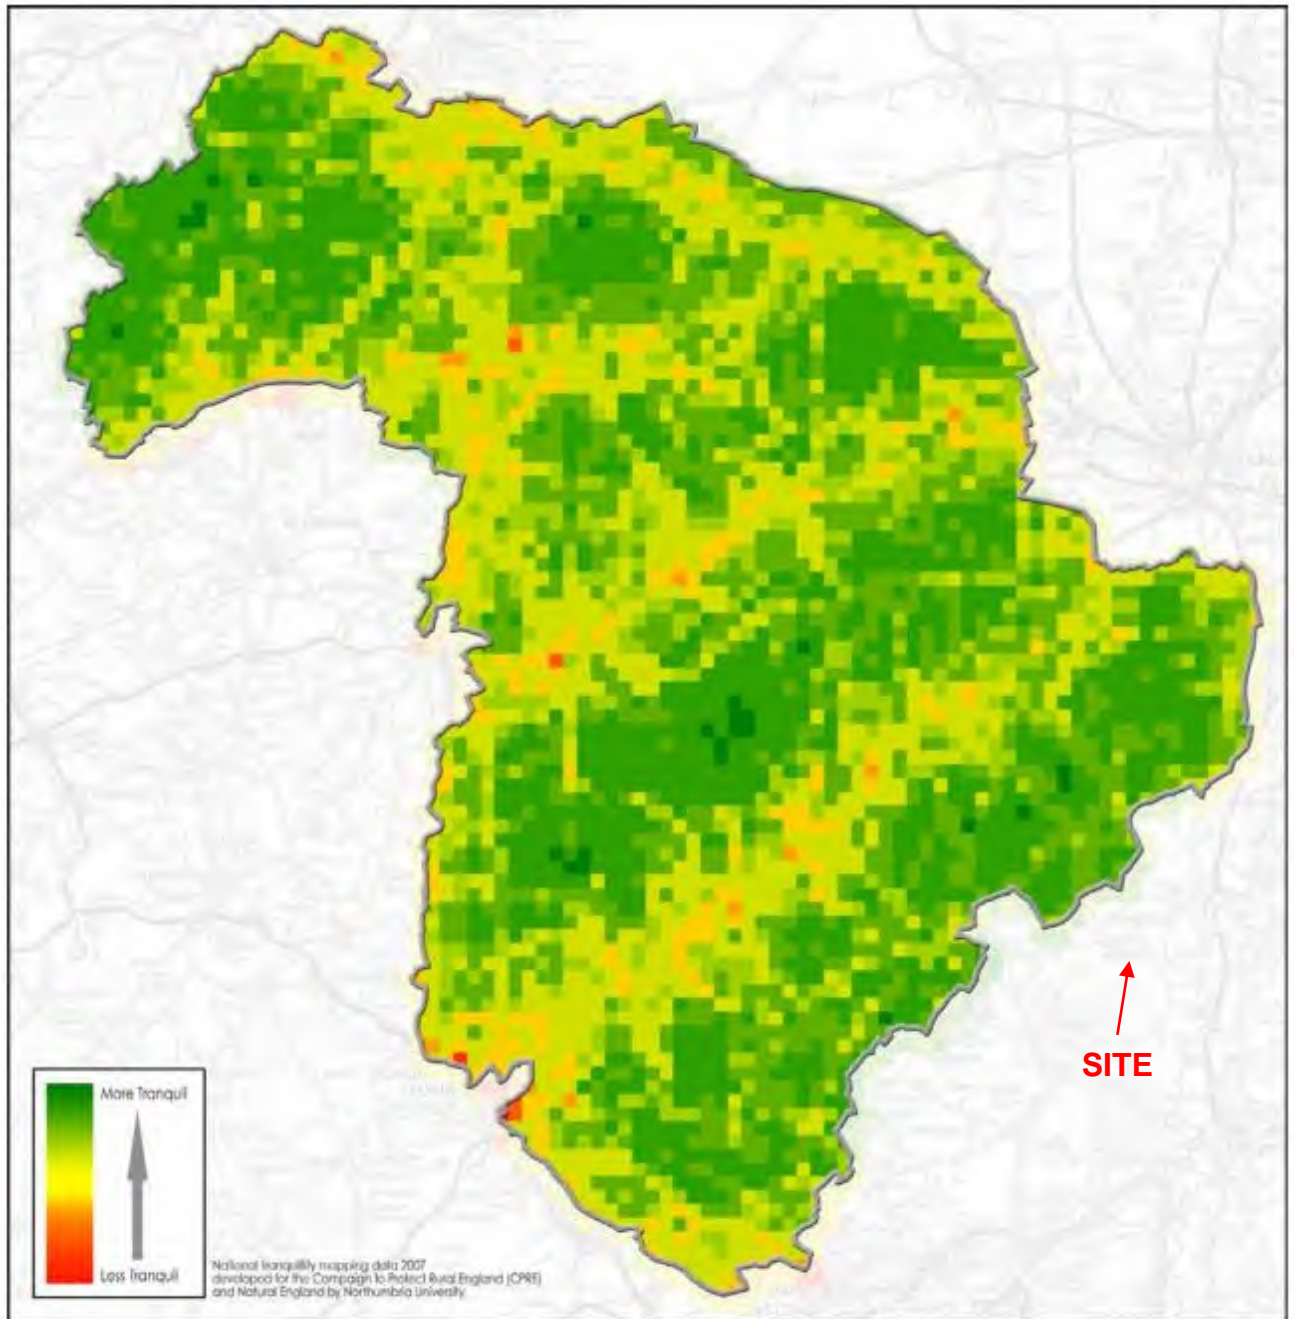 SITE
More Tranquil
Less Tranquil
National tranquillity mapping data 2007
developed for the Campaign to Protect Rural England (CPRE)
and Natural England by Northumbria University